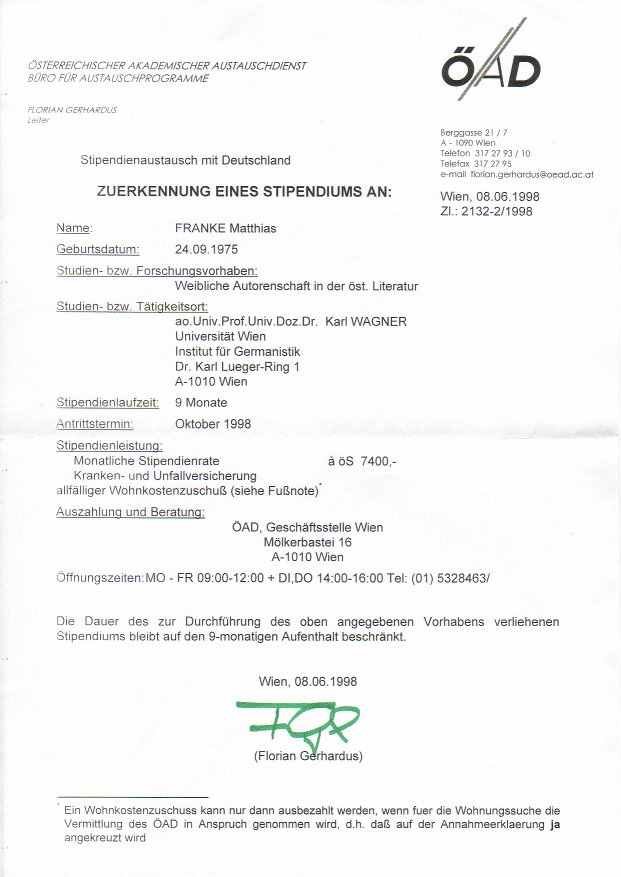 ÖSTERREICHISCHER AKADEMISCHER AUSTAUSCHDIENST
BÜRO FÜR AUSTAUSCHPROGRAMME
FLORIAN GERHARDUS
Leiter
ÖAD
Berggasse 21 / 7
A - 1090 Wien
Telefon 317 27 93 / 10
Telefax 317 27 95
e-mail florian.gerhardus@oead.ac.at
Stipendienaustausch mit Deutschland
ZUERKENNUNG EINES STIPENDIUMS AN:
Wien, 08.06.1998
Zl.: 2132-2/1998
Name: FRANKE Matthias
Geburtsdatum: 24.09.1975
Studien- bzw. Forschungsvorhaben:
Weibliche Autorenschaft in der öst. Literatur
Studien- bzw. Tätigkeitsort:
ao.Univ.Prof.Univ.Doz.Dr. Karl WAGNER
Universität Wien
Institut für Germanistik
Dr. Karl Lueger-Ring 1
A-1010 Wien
Stipendienlaufzeit: 9 Monate
Antrittstermin: Oktober 1998
Stipendienleistung:
Monatliche Stipendienrate à öS 7400,-
Kranken- und Unfallversicherung
allfälliger Wohnkostenzuschuß (siehe Fußnote)*
Auszahlung und Beratung:
ÖAD, Geschäftsstelle Wien
Mölkerbastei 16
A-1010 Wien
Öffnungszeiten:MO - FR 09:00-12:00 + DI,DO 14:00-16:00 Tel: (01) 5328463/
Die Dauer des zur Durchführung des oben angegebenen Vorhabens verliehenen
Stipendiums bleibt auf den 9-monatigen Aufenthalt beschränkt.
Wien, 08.06.1998
(Florian Gerhardus)
* Ein Wohnkostenzuschuss kann nur dann ausbezahlt werden, wenn fuer die Wohnungssuche die
Vermittlung des ÖAD in Anspruch genommen wird, d.h. daß auf der Annahmeerklaerung ja
angekreuzt wird